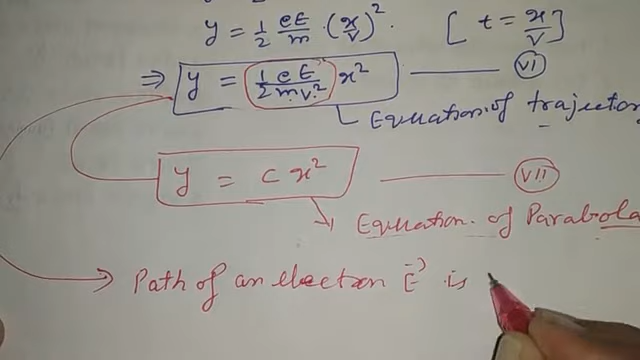 y = 1/2 eE/m · (x/v)². [ t = x/v ]
⇒ y = 1/2 eE/mv² x² —— (VI)
Equation of trajectory
y = c x² —— (VII)
Equation of Parabola
Path of an electron E⃗ is